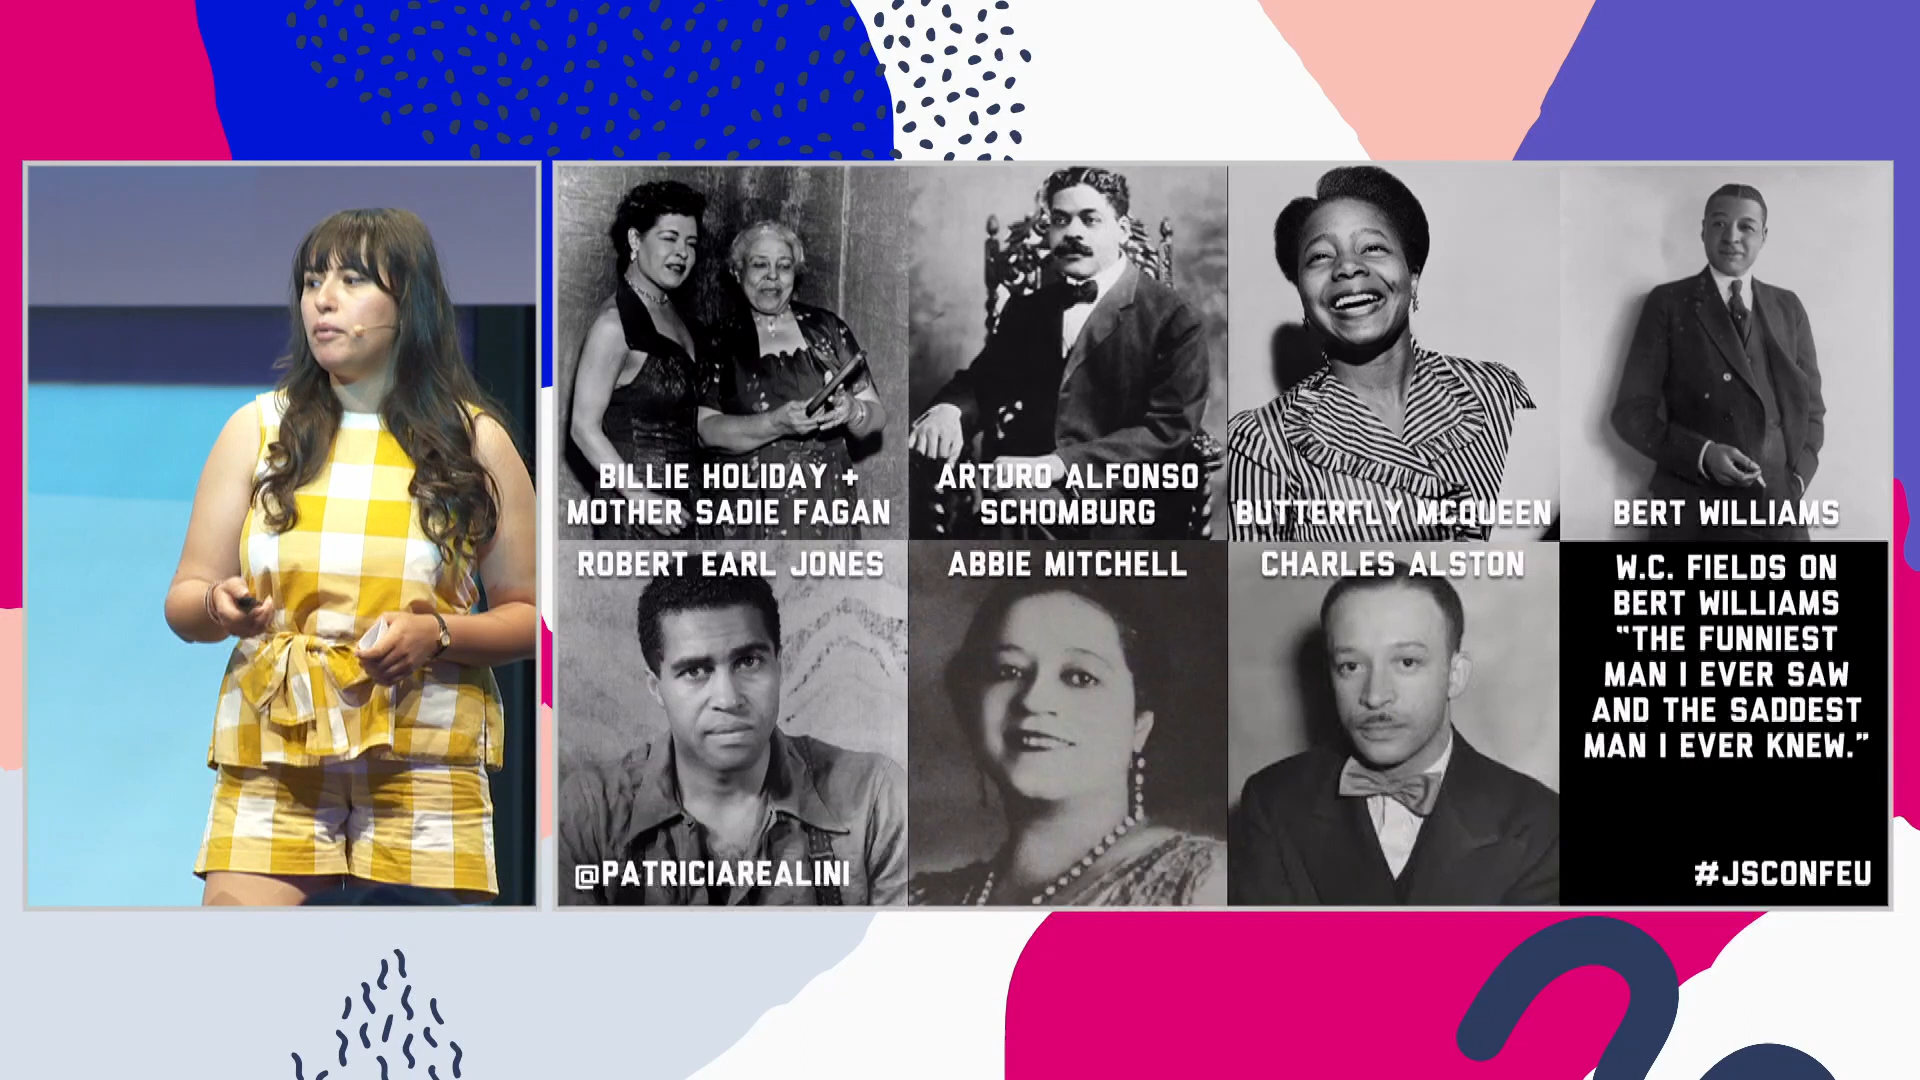 BILLIE HOLIDAY +
MOTHER SADIE FAGAN
ARTURO ALFONSO
SCHOMBURG
BUTTERFLY MCQUEEN
BERT WILLIAMS
ROBERT EARL JONES
ABBIE MITCHELL
CHARLES ALSTON
W.C. FIELDS ON
BERT WILLIAMS
"THE FUNNIEST
MAN I EVER SAW
AND THE SADDEST
MAN I EVER KNEW."
@PATRICIAREALINI
#JSCONFEU